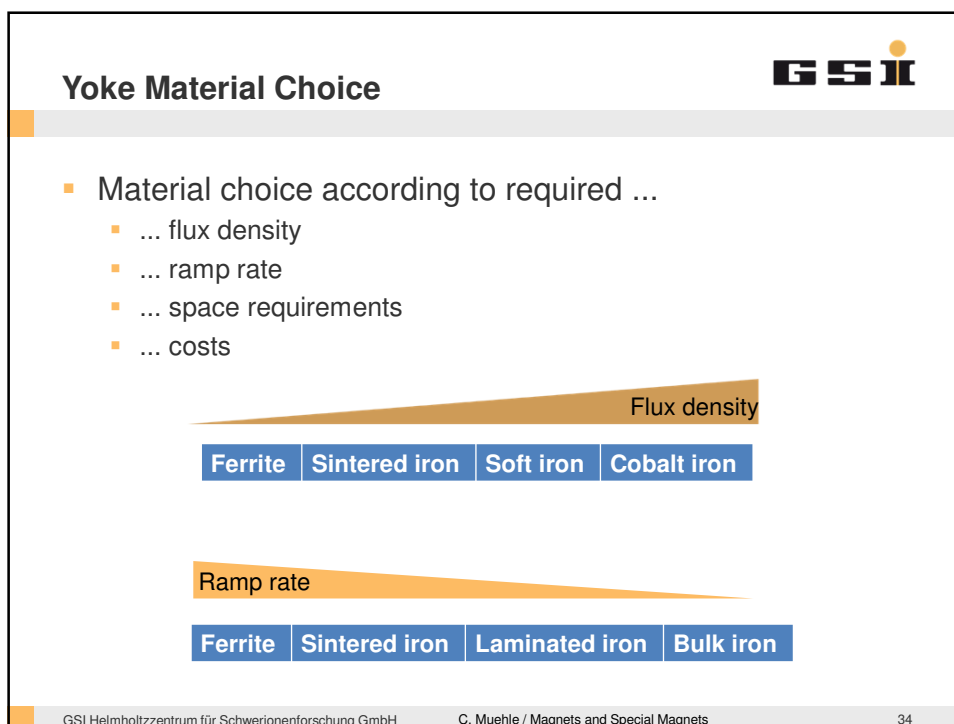 GSI
Yoke Material Choice
Material choice according to required ...
... flux density
... ramp rate
... space requirements
... costs
Flux density
Ferrite Sintered iron Soft iron Cobalt iron
Ramp rate
Ferrite Sintered iron Laminated iron Bulk iron
GSI Helmholtzzentrum für Schwerionenforschung GmbH C. Muehle / Magnets and Special Magnets 34